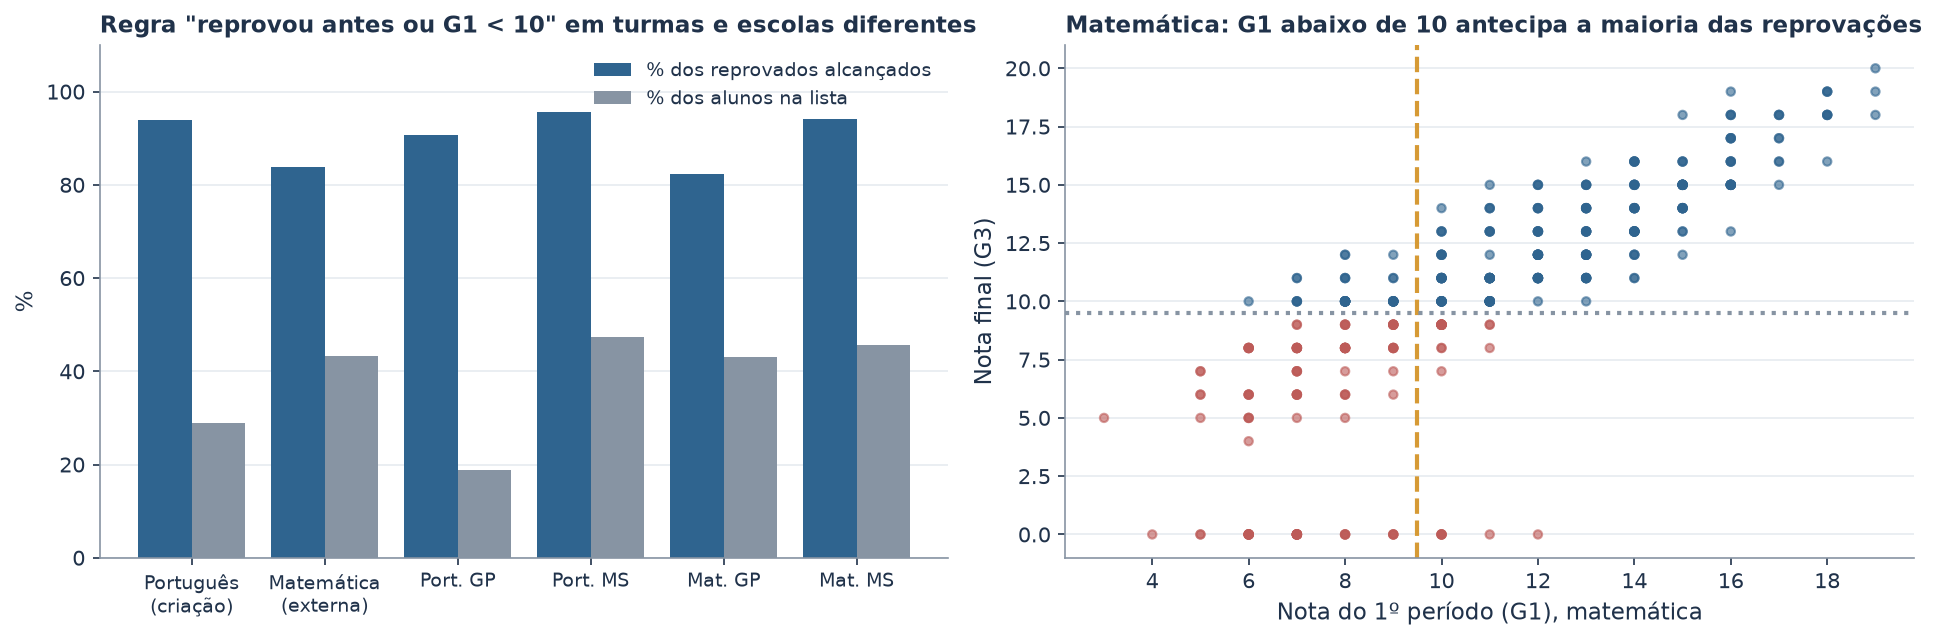 Regra "reprovou antes ou G1 < 10" em turmas e escolas diferentes
% dos reprovados alcançados
% dos alunos na lista
%
100
80
60
40
20
0
Português
(criação)
Matemática
(externa)
Port. GP
Port. MS
Mat. GP
Mat. MS
Matemática: G1 abaixo de 10 antecipa a maioria das reprovações
Nota final (G3)
20.0
17.5
15.0
12.5
10.0
7.5
5.0
2.5
0.0
4 6 8 10 12 14 16 18
Nota do 1º período (G1), matemática